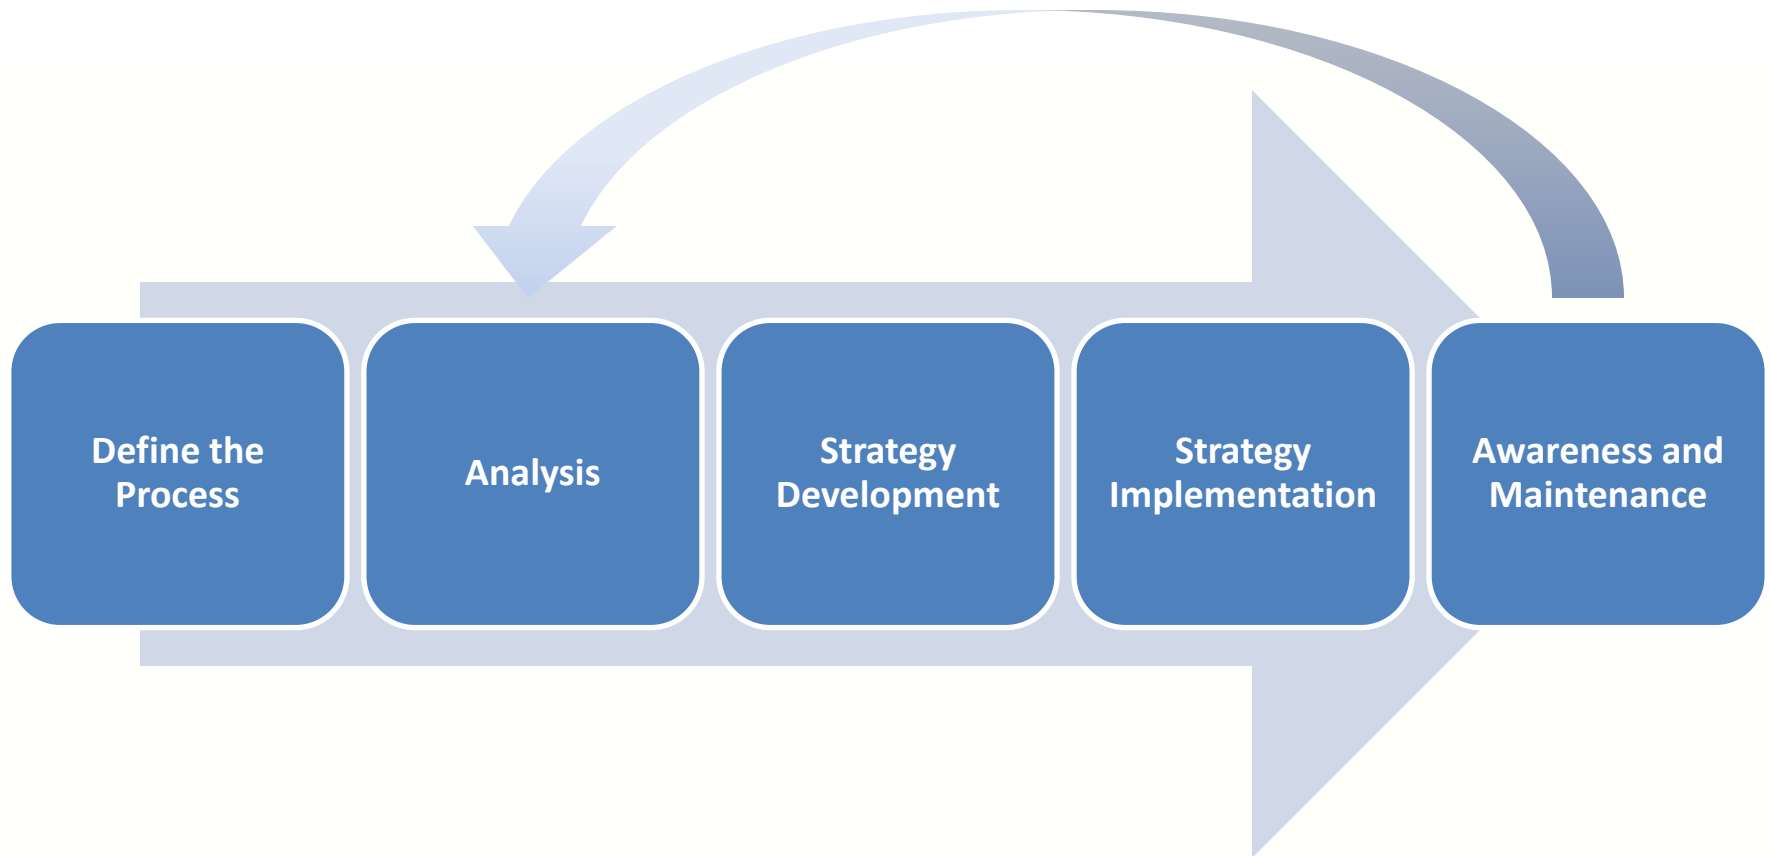 Define the
Process
Analysis
Strategy
Development
Strategy
Implementation
Awareness and
Maintenance